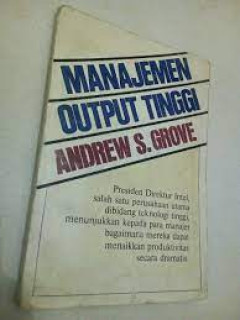 MANAJEMEN
OUTPUT TINGGI
ANDREW S. GROVE
Presiden Direktur Intel,
salah satu perusahaan utama
dibidang teknologi tinggi,
menunjukkan kepada para manajer
bagaimana mereka dapat
menaikkan produktivitas
secara dramatis.